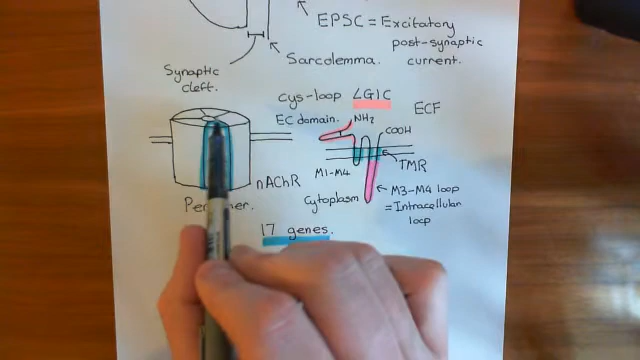 EPSC = Excitatory
post-synaptic
current.
Sarcolemma.
Synaptic
cleft.
cys-loop LGIC
ECF
EC domain.
NH2
COOH
TMR
M1-M4
nAChR
M3-M4 loop
= Intracellular
loop
Cytoplasm
17 genes.